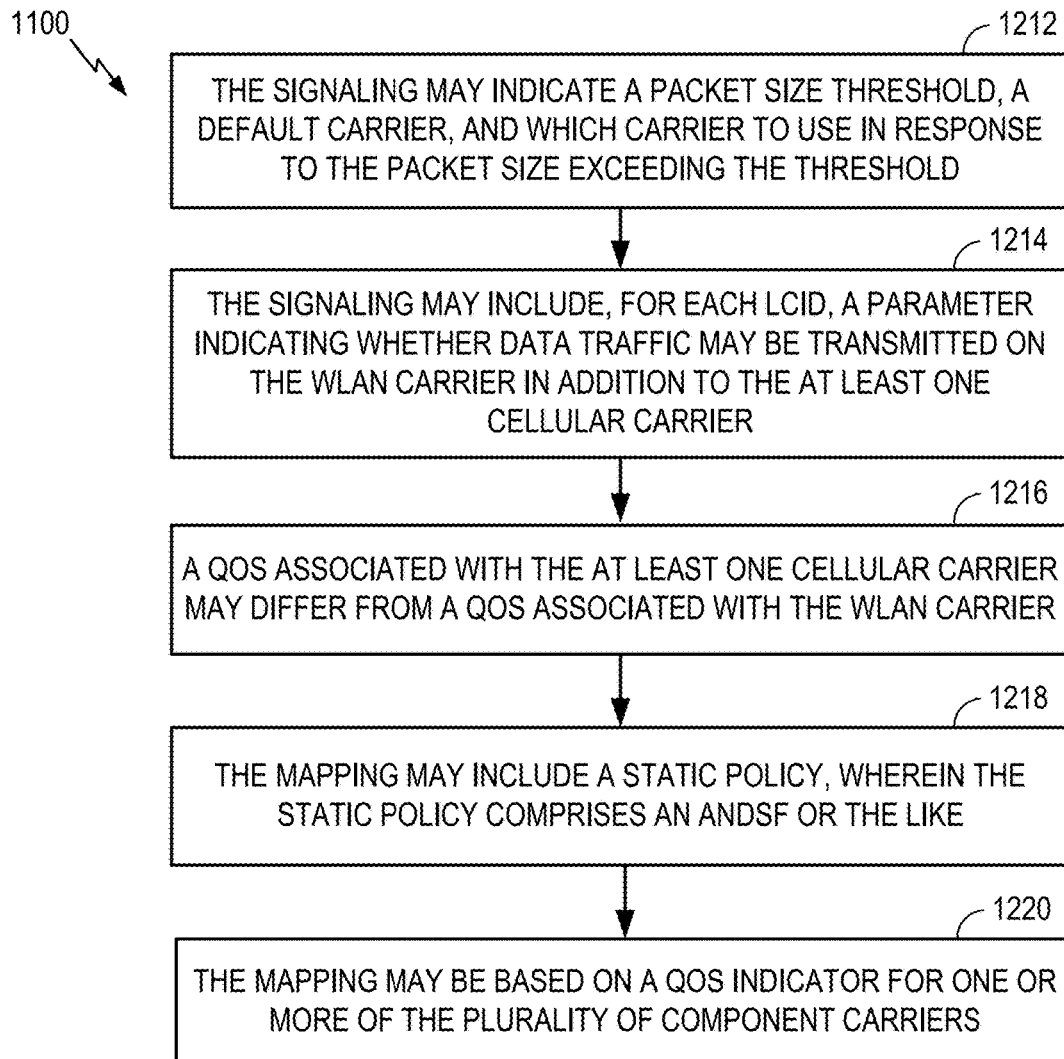 1100
1212
THE SIGNALING MAY INDICATE A PACKET SIZE THRESHOLD, A
DEFAULT CARRIER, AND WHICH CARRIER TO USE IN RESPONSE
TO THE PACKET SIZE EXCEEDING THE THRESHOLD
1214
THE SIGNALING MAY INCLUDE, FOR EACH LCID, A PARAMETER
INDICATING WHETHER DATA TRAFFIC MAY BE TRANSMITTED ON
THE WLAN CARRIER IN ADDITION TO THE AT LEAST ONE
CELLULAR CARRIER
1216
A QOS ASSOCIATED WITH THE AT LEAST ONE CELLULAR CARRIER
MAY DIFFER FROM A QOS ASSOCIATED WITH THE WLAN CARRIER
1218
THE MAPPING MAY INCLUDE A STATIC POLICY, WHEREIN THE
STATIC POLICY COMPRISES AN ANDSF OR THE LIKE
1220
THE MAPPING MAY BE BASED ON A QOS INDICATOR FOR ONE OR
MORE OF THE PLURALITY OF COMPONENT CARRIERS